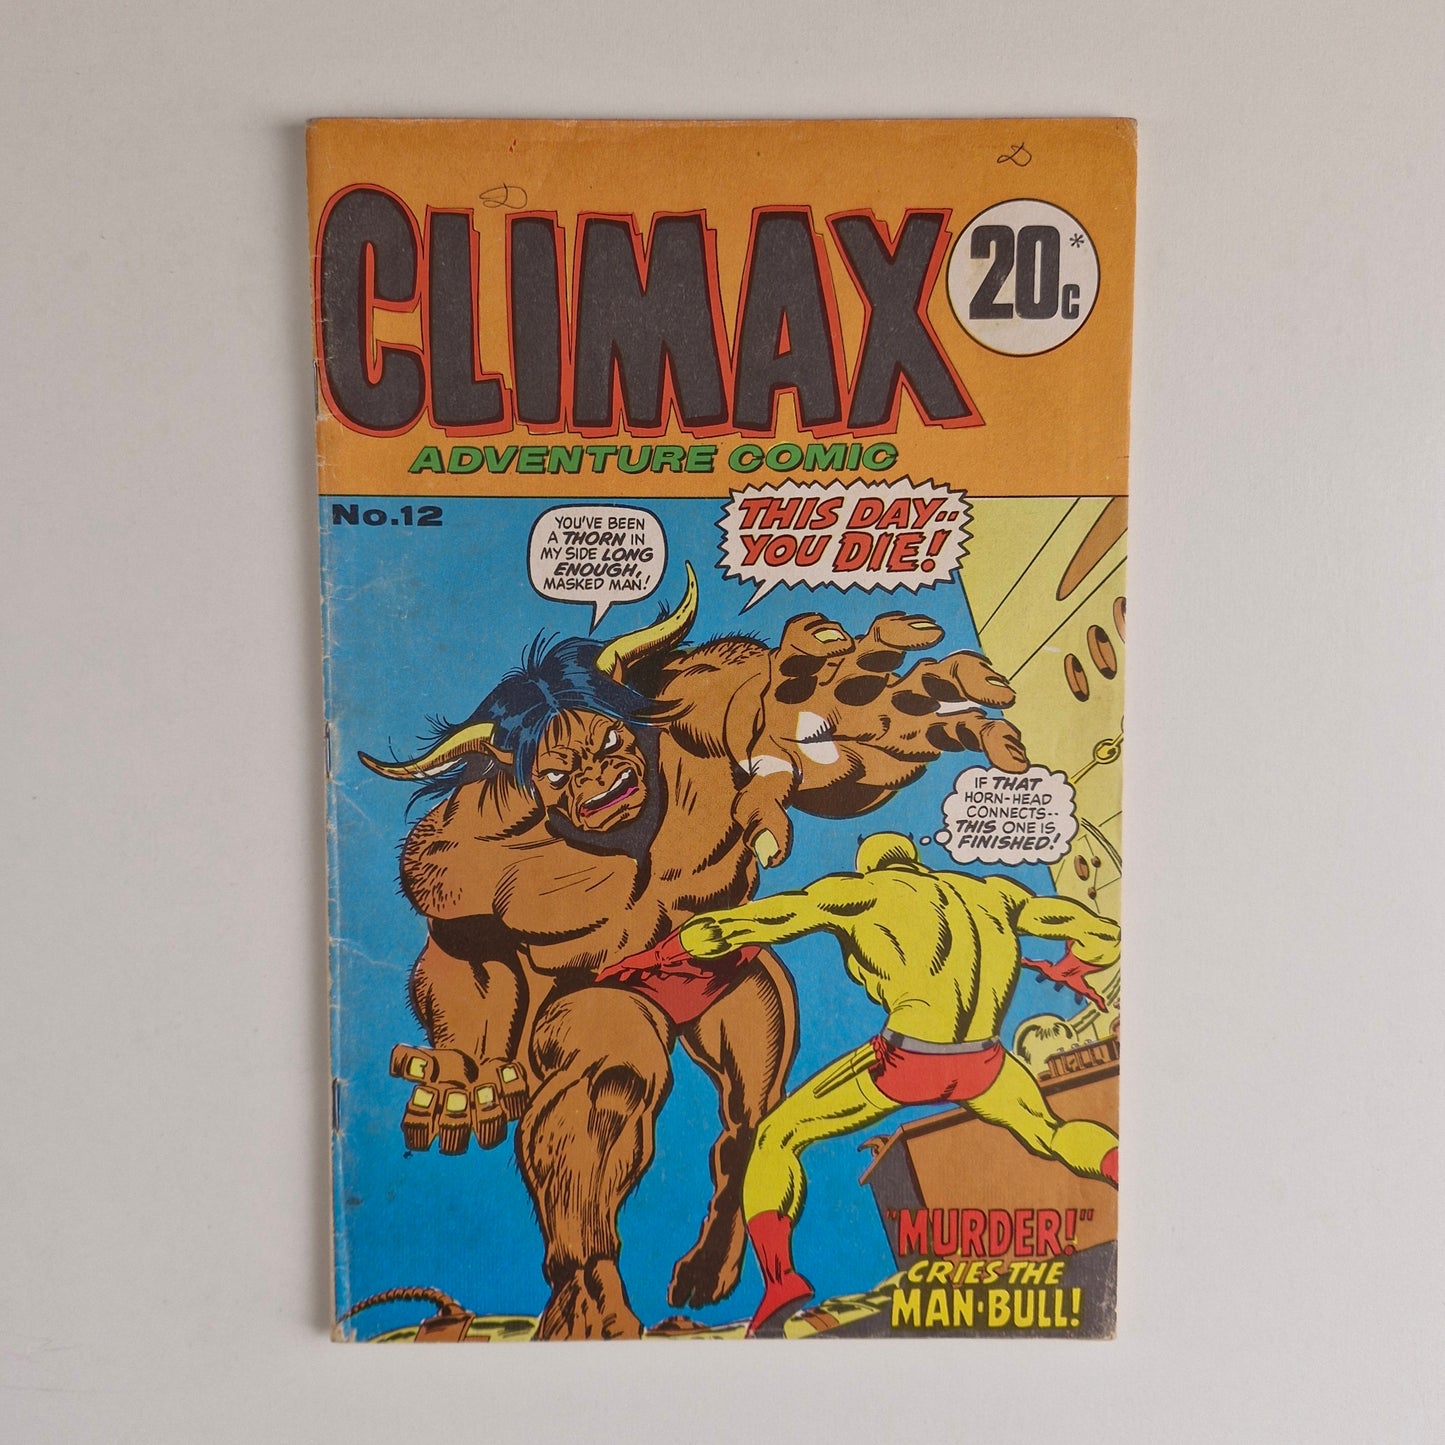 CLIMAX
20c*
ADVENTURE COMIC
No.12
YOU'VE BEEN
A THORN IN
MY SIDE LONG
ENOUGH,
MASKED MAN!
THIS DAY--
YOU DIE!
IF THAT
HORN-HEAD
CONNECTS--
THIS ONE IS
FINISHED!
"MURDER!"
CRIES THE
MAN-BULL!